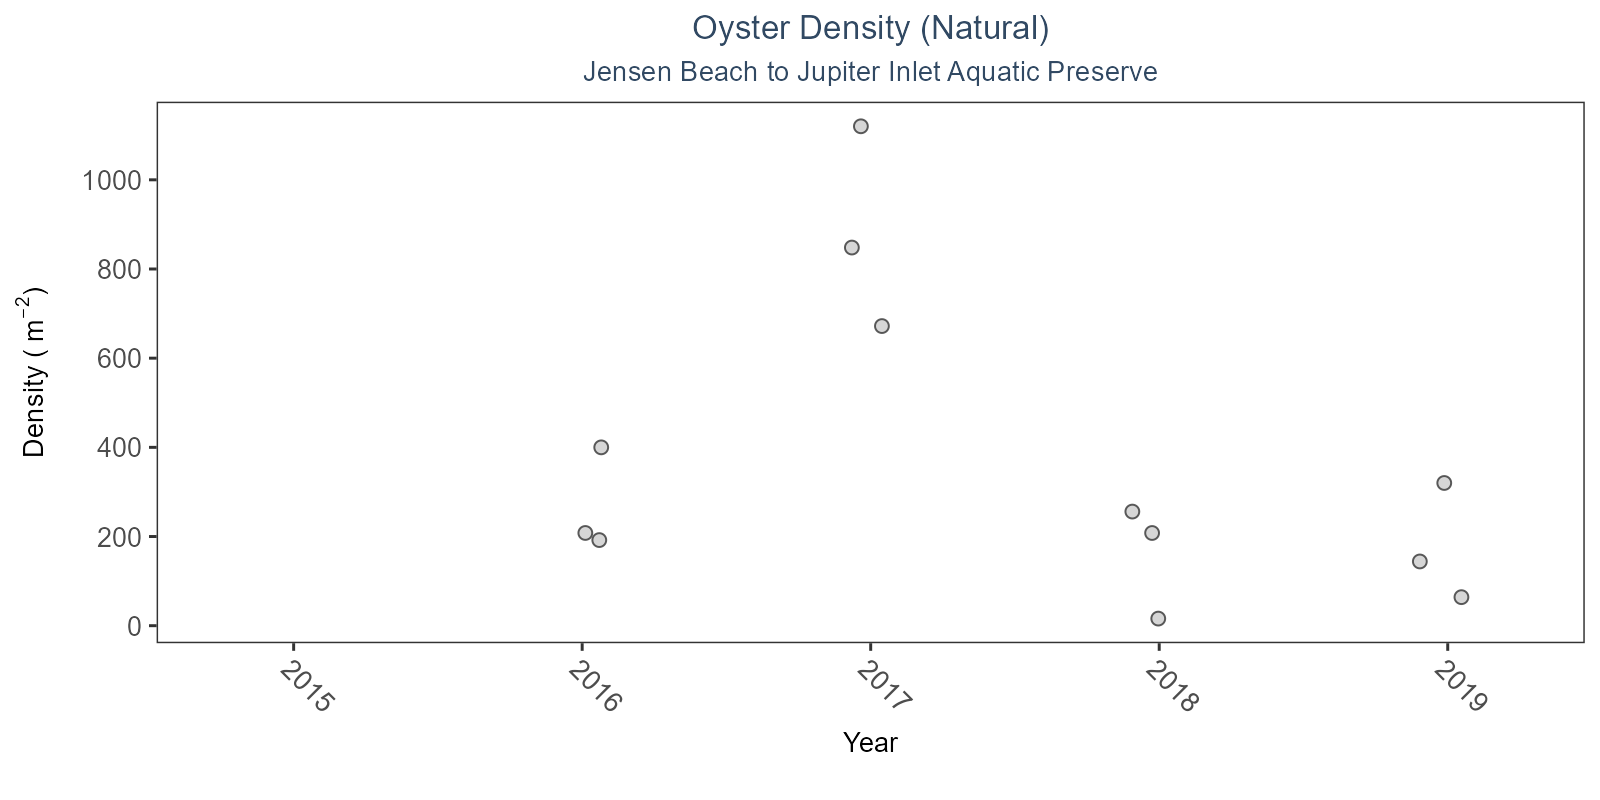 Oyster Density (Natural)
Jensen Beach to Jupiter Inlet Aquatic Preserve
Density ( m⁻²)
1000
800
600
400
200
0
2015
2016
2017
2018
2019
Year